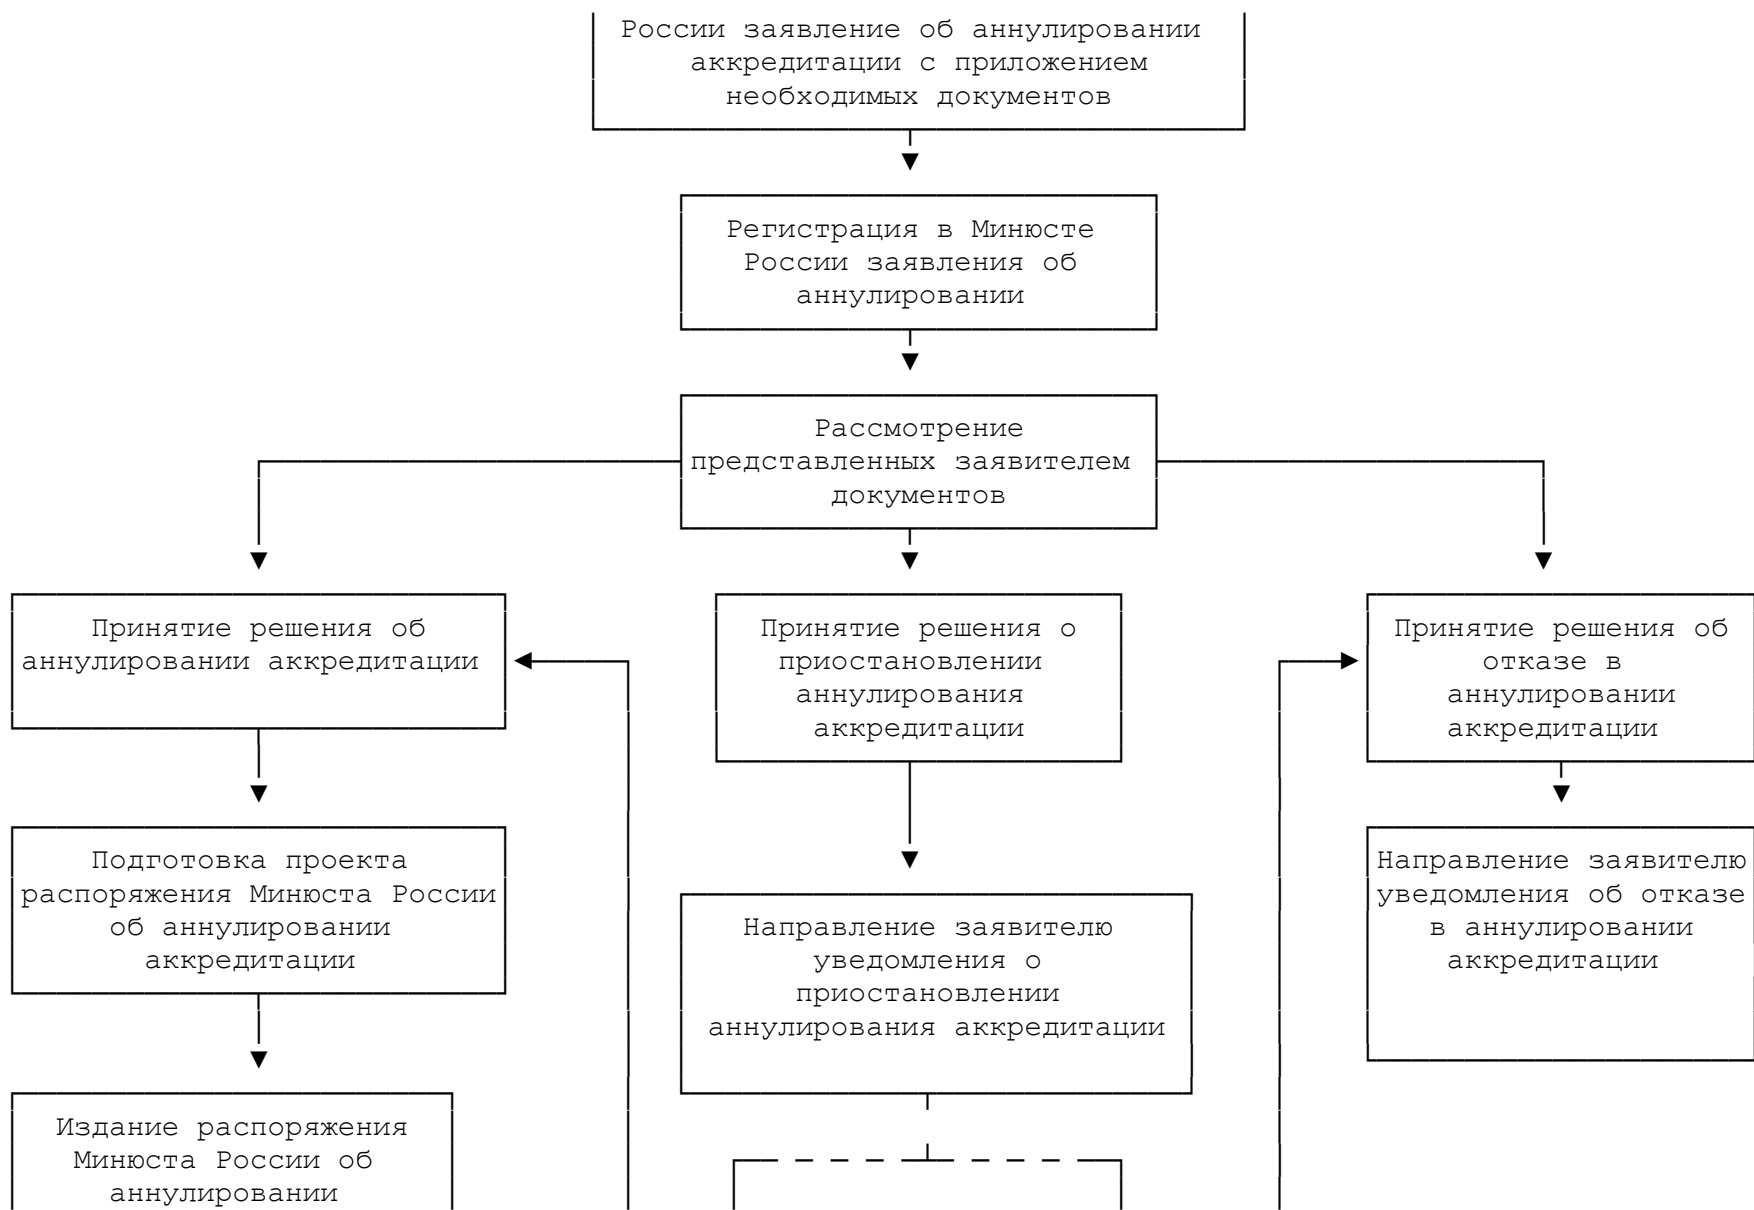 России заявление об аннулировании
аккредитации с приложением
необходимых документов
Регистрация в Минюсте
России заявления об
аннулировании
Рассмотрение
представленных заявителем
документов
Принятие решения об
аннулировании аккредитации
Принятие решения о
приостановлении
аннулирования
аккредитации
Принятие решения об
отказе в
аннулировании
аккредитации
Подготовка проекта
распоряжения Минюста России
об аннулировании
аккредитации
Направление заявителю
уведомления о
приостановлении
аннулирования аккредитации
Направление заявителю
уведомления об отказе
в аннулировании
аккредитации
Издание распоряжения
Минюста России об
аннулировании